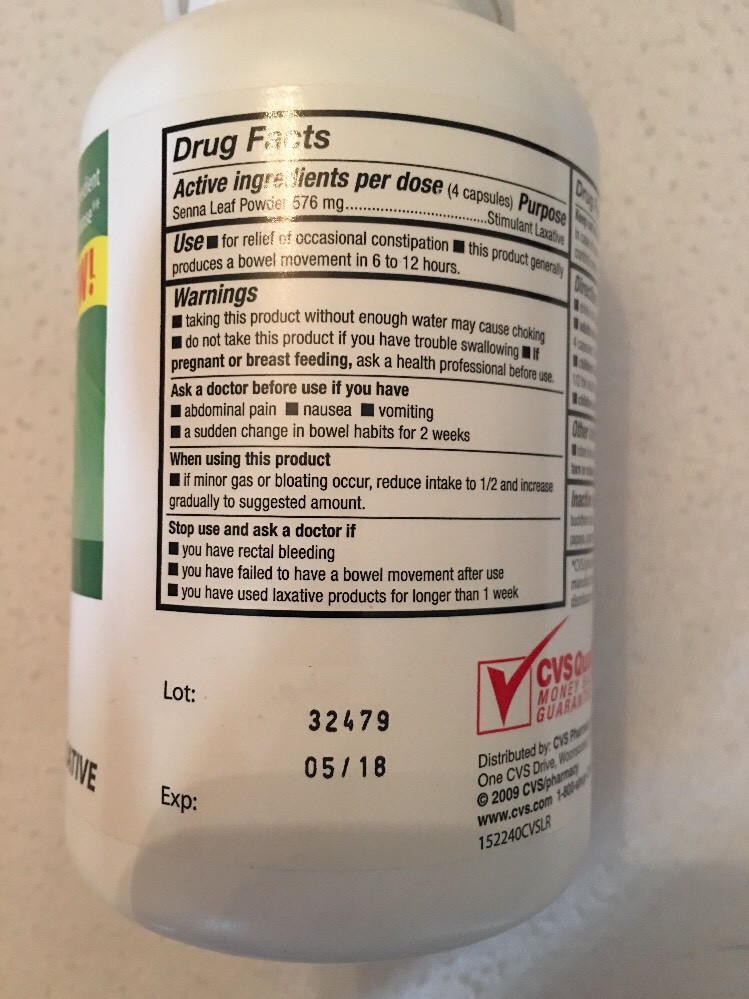 W!
Drug Facts
Active ingredients per dose (4 capsules) Purpose
Senna Leaf Powder 576 mg..............................Stimulant Laxative
Use ■ for relief of occasional constipation ■ this product generally
produces a bowel movement in 6 to 12 hours.
Warnings
■ taking this product without enough water may cause choking
■ do not take this product if you have trouble swallowing ■ If
pregnant or breast feeding, ask a health professional before use.
Ask a doctor before use if you have
■ abdominal pain ■ nausea ■ vomiting
■ a sudden change in bowel habits for 2 weeks
When using this product
■ if minor gas or bloating occur, reduce intake to 1/2 and increase
gradually to suggested amount.
Stop use and ask a doctor if
■ you have rectal bleeding
■ you have failed to have a bowel movement after use
■ you have used laxative products for longer than 1 week
Drug
Other
Lot:
32479
05/18
Exp:
ATIVE
CVS
MONEY
Distributed by: CVS
One CVS Drive,
© 2009 CVS/pharmacy
www.cvs.com 1-800
152240CVSLR